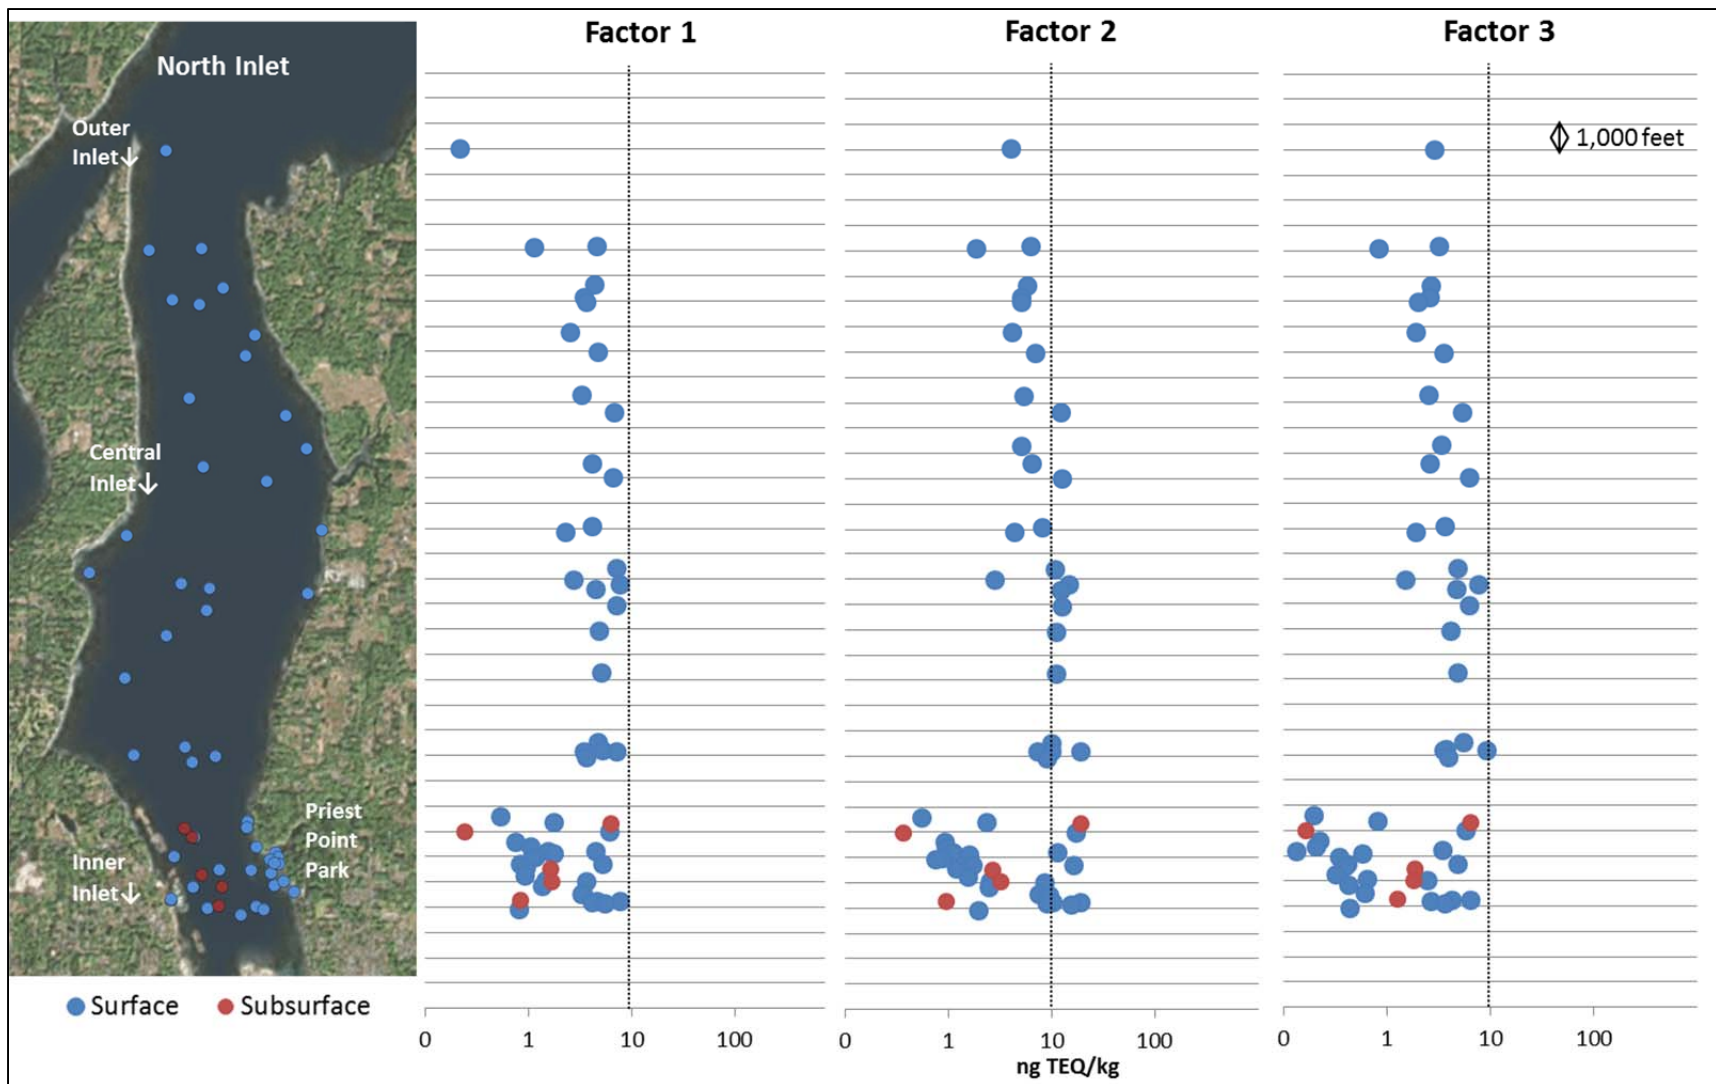 Factor 1
Factor 2
Factor 3
North Inlet
Outer
Inlet↓
1,000 feet
Central
Inlet↓
Priest
Point
Park
Inner
Inlet↓
Surface
Subsurface
0 1 10 100
0 1 10 100
0 1 10 100
ng TEQ/kg